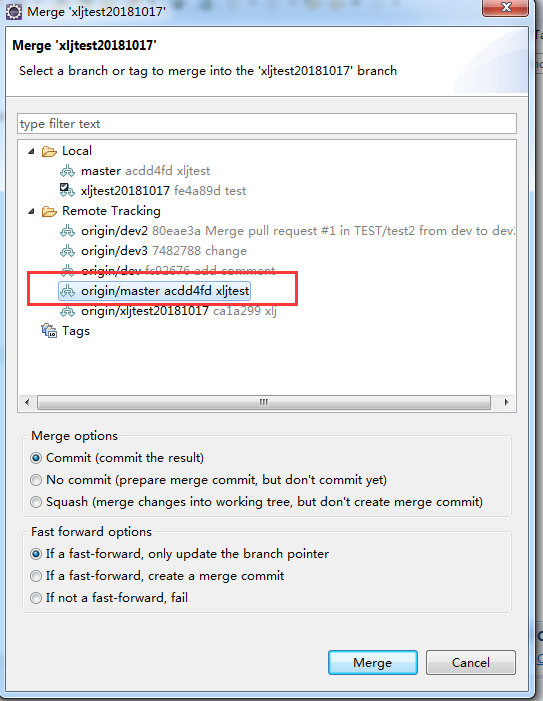 Merge 'xljtest20181017'
Merge 'xljtest20181017'
Select a branch or tag to merge into the 'xljtest20181017' branch
type filter text
Local
master acdd4fd xljtest
xljtest20181017 fe4a89d test
Remote Tracking
origin/dev2 80eae3a Merge pull request #1 in TEST/test2 from dev to dev2
origin/dev3 7482788 change
origin/dev fc92676 add comment
origin/master acdd4fd xljtest
origin/xljtest20181017 ca1a299 xlj
Tags
Merge options
Commit (commit the result)
No commit (prepare merge commit, but don't commit yet)
Squash (merge changes into working tree, but don't create merge commit)
Fast forward options
If a fast-forward, only update the branch pointer
If a fast-forward, create a merge commit
If not a fast-forward, fail
Merge
Cancel